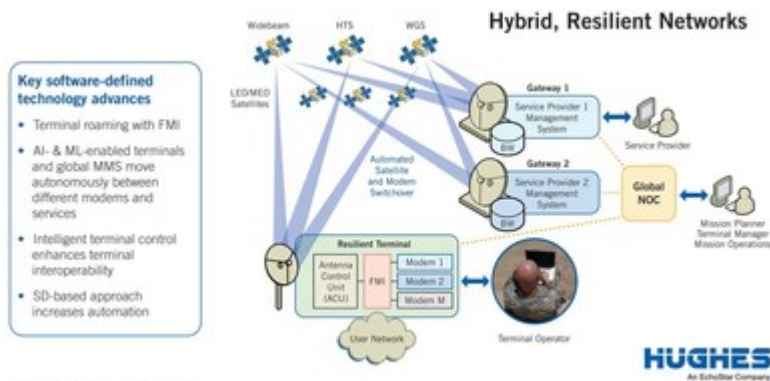 Hybrid, Resilient Networks
Widebeam
HTS
WGS
LEO/MEO
Satellites
Key software-defined
technology advances
• Terminal roaming with FMI
• AI- & ML-enabled terminals
and global MMS move
autonomously between
different modems and
services
• Intelligent terminal control
enhances terminal
interoperability
• SD-based approach
increases automation
Gateway 1
Service Provider 1
Management
System
BW
Service Provider
Automated
Satellite
and Modem
Switchover
Gateway 2
Service Provider 2
Management
System
BW
Global
NOC
Mission Planner
Terminal Manager
Mission Operations
Resilient Terminal
Antenna
Control
Unit
(ACU)
FMI
Modem 1
Modem 2
Modem M
User Network
Terminal Operator
HUGHES
An EchoStar Company